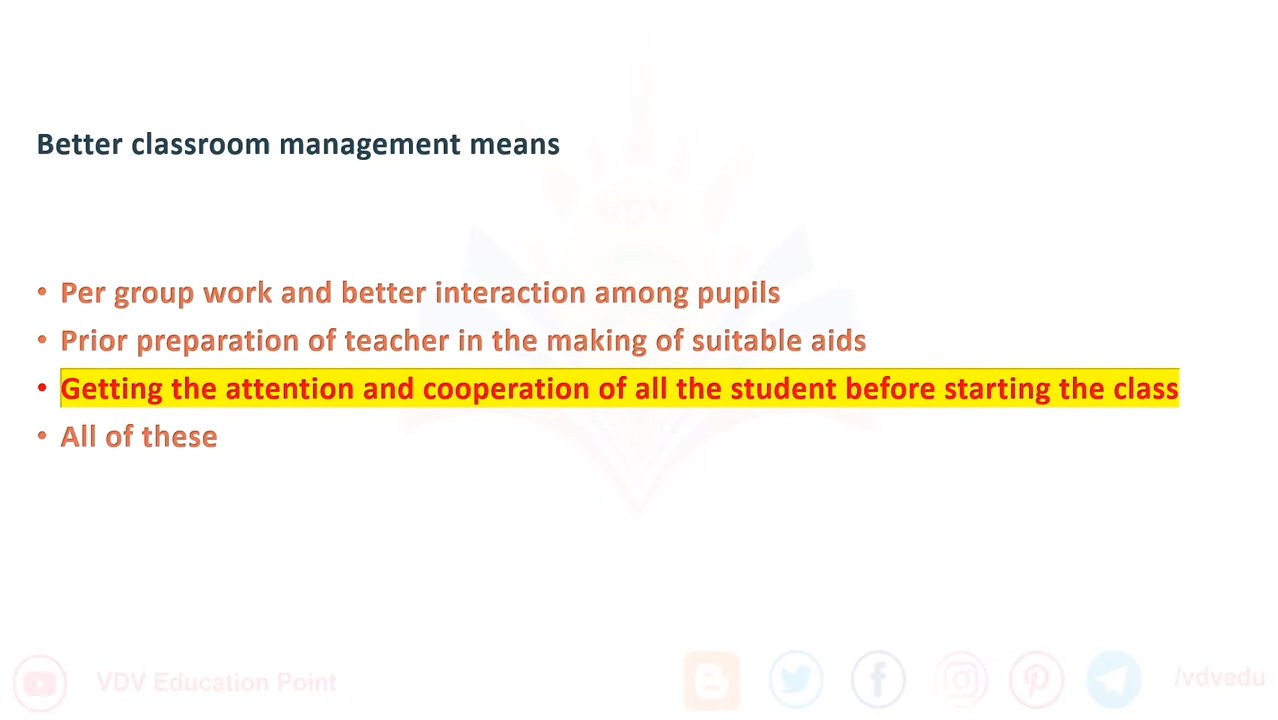 Better classroom management means
• Per group work and better interaction among pupils
• Prior preparation of teacher in the making of suitable aids
• Getting the attention and cooperation of all the student before starting the class
• All of these
VDV Education Point
/vdvedu